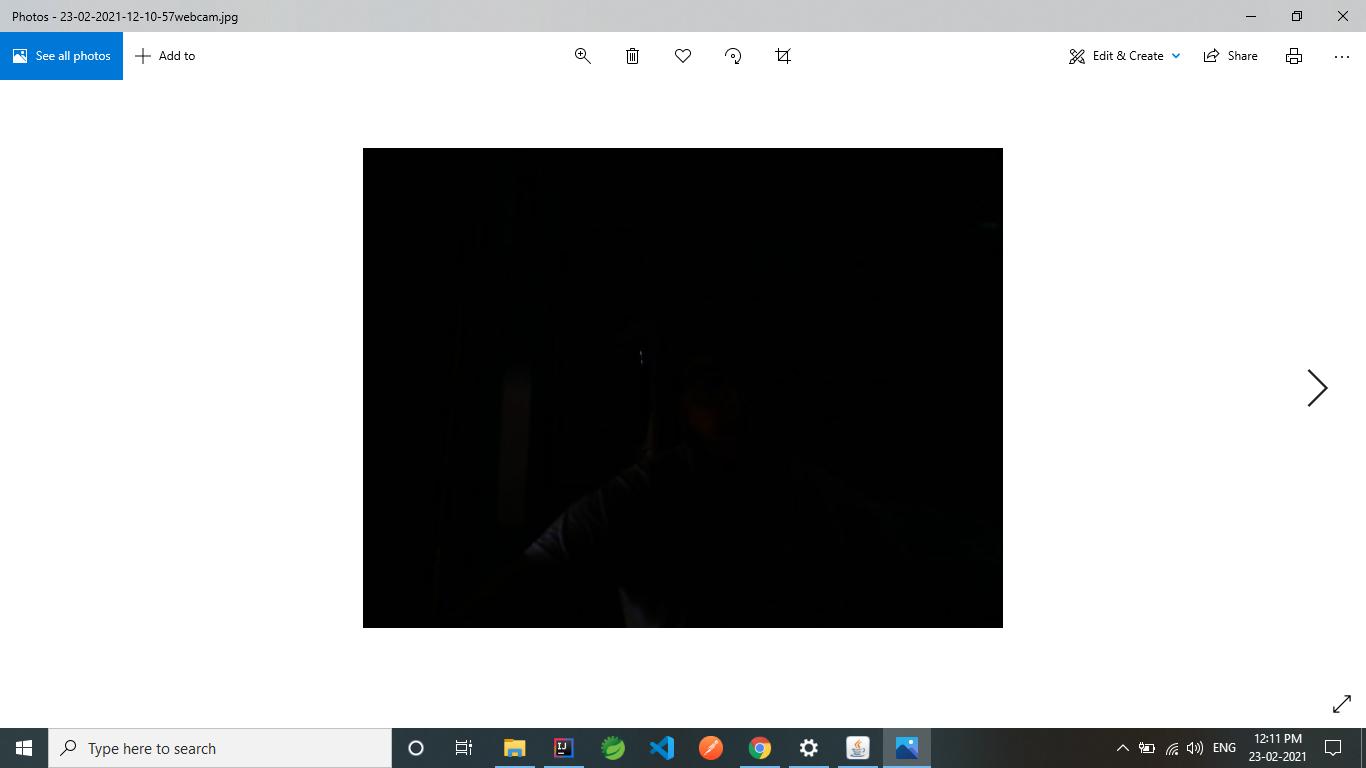 Photos - 23-02-2021-12-10-57webcam.jpg
See all photos
Add to
Edit & Create
Share
Type here to search
IJ
ENG
12:11 PM
23-02-2021